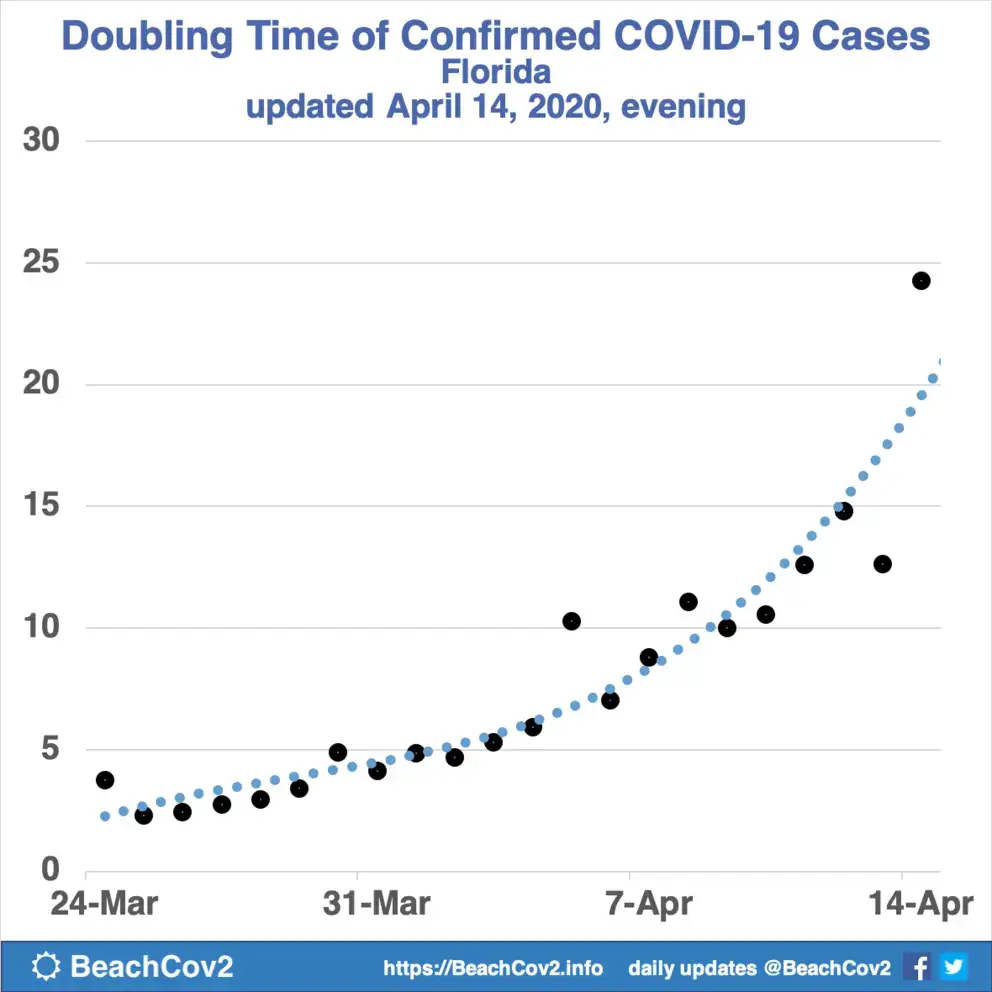 Doubling Time of Confirmed COVID-19 Cases
Florida
updated April 14, 2020, evening
30
25
20
15
10
5
0
24-Mar 31-Mar 7-Apr 14-Apr
BeachCov2 https://BeachCov2.info daily updates @BeachCov2